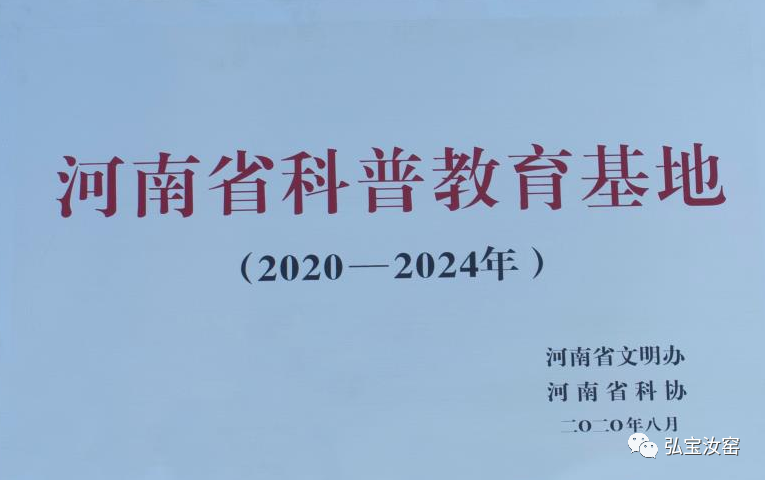 河南省科普教育基地
（2020—2024年）
河南省文明办
河南省科协
二〇二〇年八月
弘宝汝窑